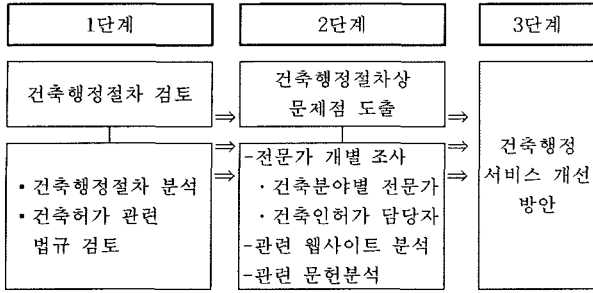 1단계
건축행정절차 검토
• 건축행정절차 분석
• 건축허가 관련
법규 검토
⇒
⇒
⇒
2단계
건축행정절차상
문제점 도출
-전문가 개별 조사
· 건축분야별 전문가
· 건축인허가 담당자
-관련 웹사이트 분석
-관련 문헌분석
⇒
⇒
⇒
3단계
건축행정
서비스 개선
방안